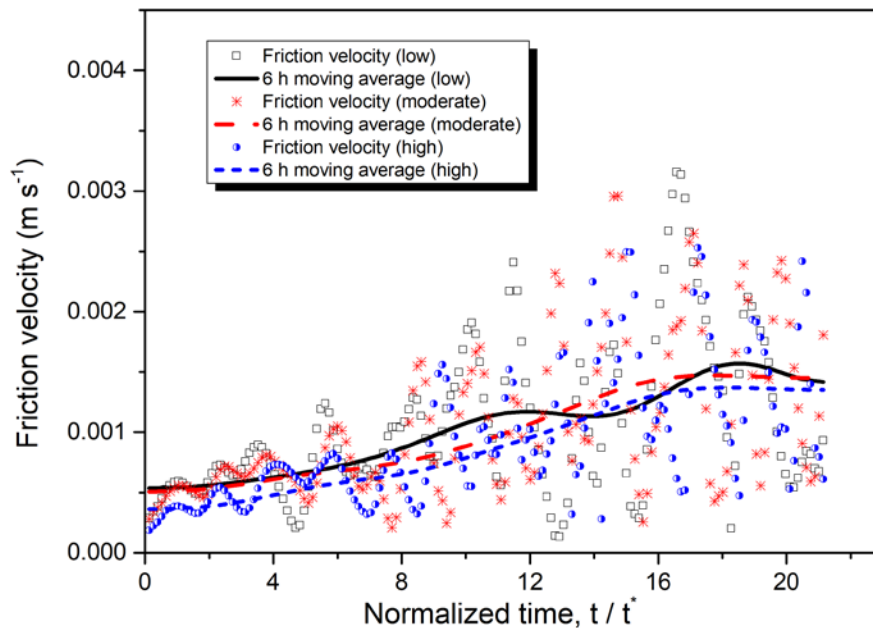 0.004
0.003
0.002
0.001
0.000
Friction velocity (m s⁻¹)
Friction velocity (low)
6 h moving average (low)
Friction velocity (moderate)
6 h moving average (moderate)
Friction velocity (high)
6 h moving average (high)
0 4 8 12 16 20
Normalized time, t / t*